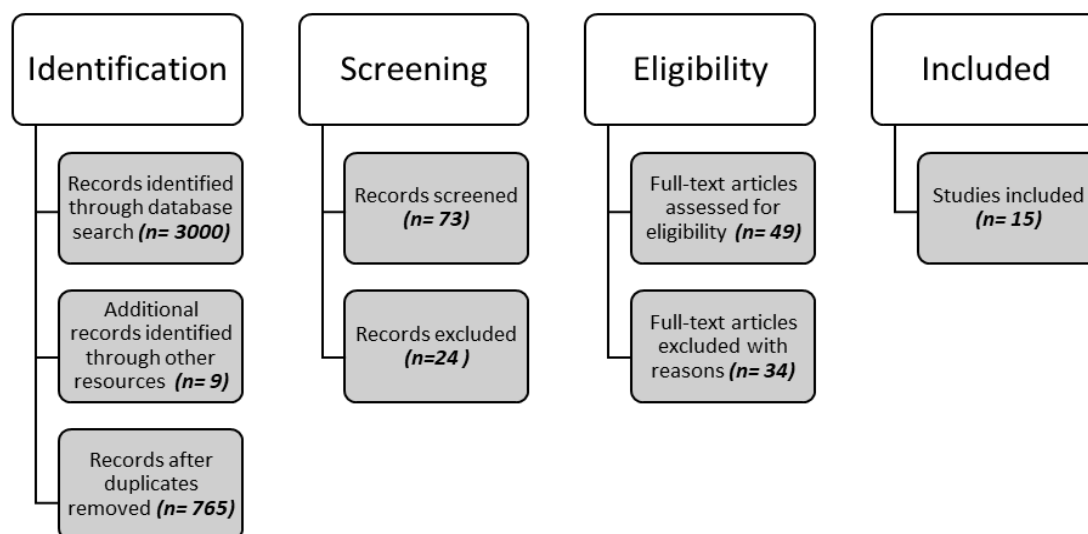 Identification
Records identified
through database
search (n= 3000)
Additional
records identified
through other
resources (n= 9)
Records after
duplicates
removed (n= 765)
Screening
Records screened
(n= 73)
Records excluded
(n=24 )
Eligibility
Full-text articles
assessed for
eligibility (n= 49)
Full-text articles
excluded with
reasons (n= 34)
Included
Studies included
(n= 15)